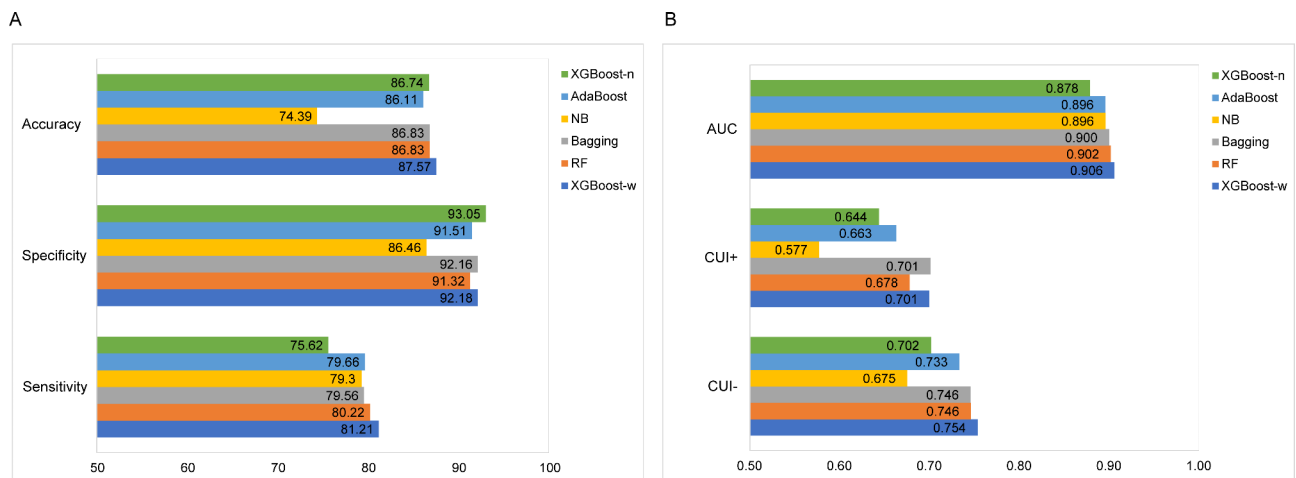 A
B
86.74
86.11
74.39
Accuracy
86.83
86.83
87.57
93.05
91.51
86.46
Specificity
92.16
91.32
92.18
75.62
79.66
79.3
Sensitivity
79.56
80.22
81.21
50 60 70 80 90 100
XGBoost-n
AdaBoost
NB
Bagging
RF
XGBoost-w
0.878
0.896
0.896
AUC
0.900
0.902
0.906
0.644
0.663
0.577
CUI+
0.701
0.678
0.701
0.702
0.733
0.675
CUI-
0.746
0.746
0.754
0.50 0.60 0.70 0.80 0.90 1.00
XGBoost-n
AdaBoost
NB
Bagging
RF
XGBoost-w